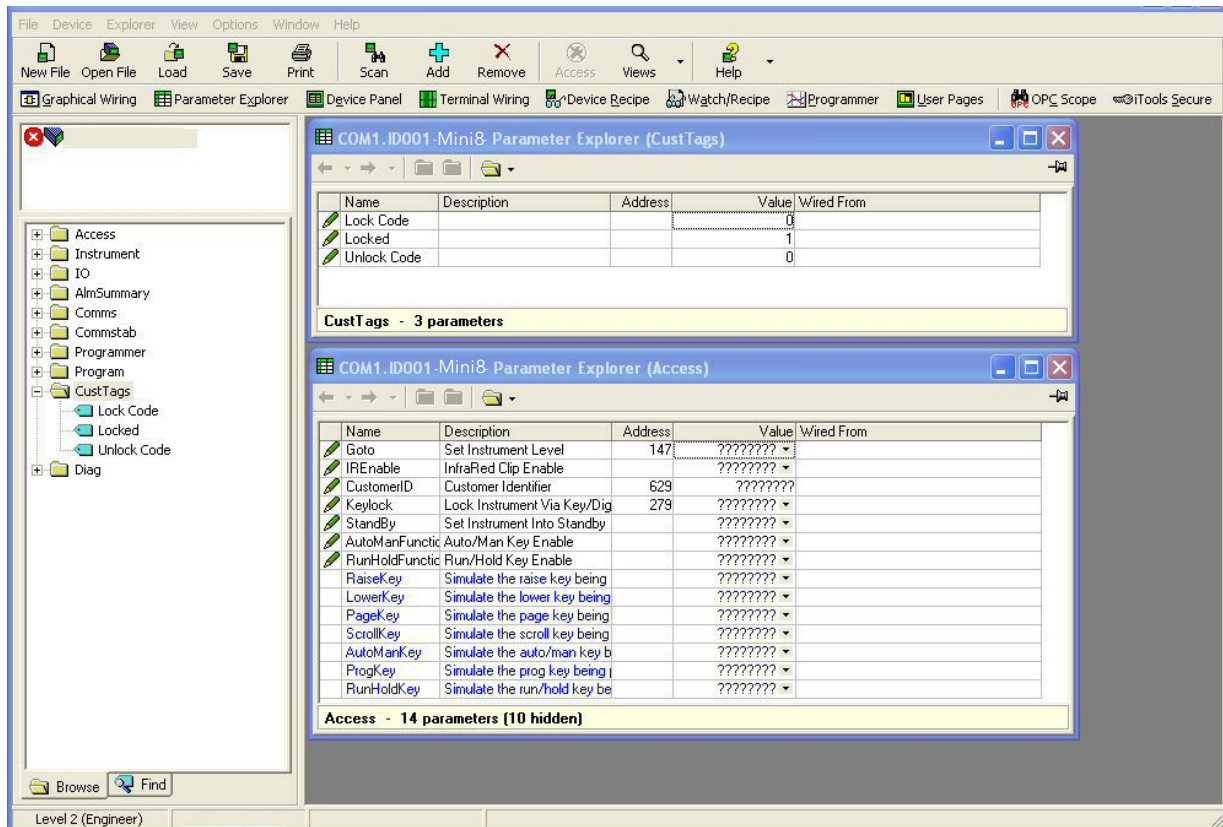 File Device Explorer View Options Window Help
New File Open File Load Save Print Scan Add Remove Access Views Help
Graphical Wiring Parameter Explorer Device Panel Terminal Wiring Device Recipe Watch/Recipe Programmer User Pages OPC Scope iTools Secure
Access
Instrument
IO
AlmSummary
Comms
Commstab
Programmer
Program
CustTags
Lock Code
Locked
Unlock Code
Diag
Browse Find
Level 2 (Engineer)
COM1.ID001-Mini8- Parameter Explorer (CustTags)
Name Description Address Value Wired From
Lock Code 0
Locked 1
Unlock Code 0
CustTags - 3 parameters
COM1.ID001-Mini8- Parameter Explorer (Access)
Name Description Address Value Wired From
Goto Set Instrument Level 147 ????????
IREnable InfraRed Clip Enable ????????
CustomerID Customer Identifier 629 ????????
Keylock Lock Instrument Via Key/Dig 279 ????????
StandBy Set Instrument Into Standby ????????
AutoManFunctic Auto/Man Key Enable ????????
RunHoldFunctic Run/Hold Key Enable ????????
RaiseKey Simulate the raise key being ????????
LowerKey Simulate the lower key being ????????
PageKey Simulate the page key being ????????
ScrollKey Simulate the scroll key being ????????
AutoManKey Simulate the auto/man key b ????????
ProgKey Simulate the prog key being ????????
RunHoldKey Simulate the run/hold key be ????????
Access - 14 parameters (10 hidden)